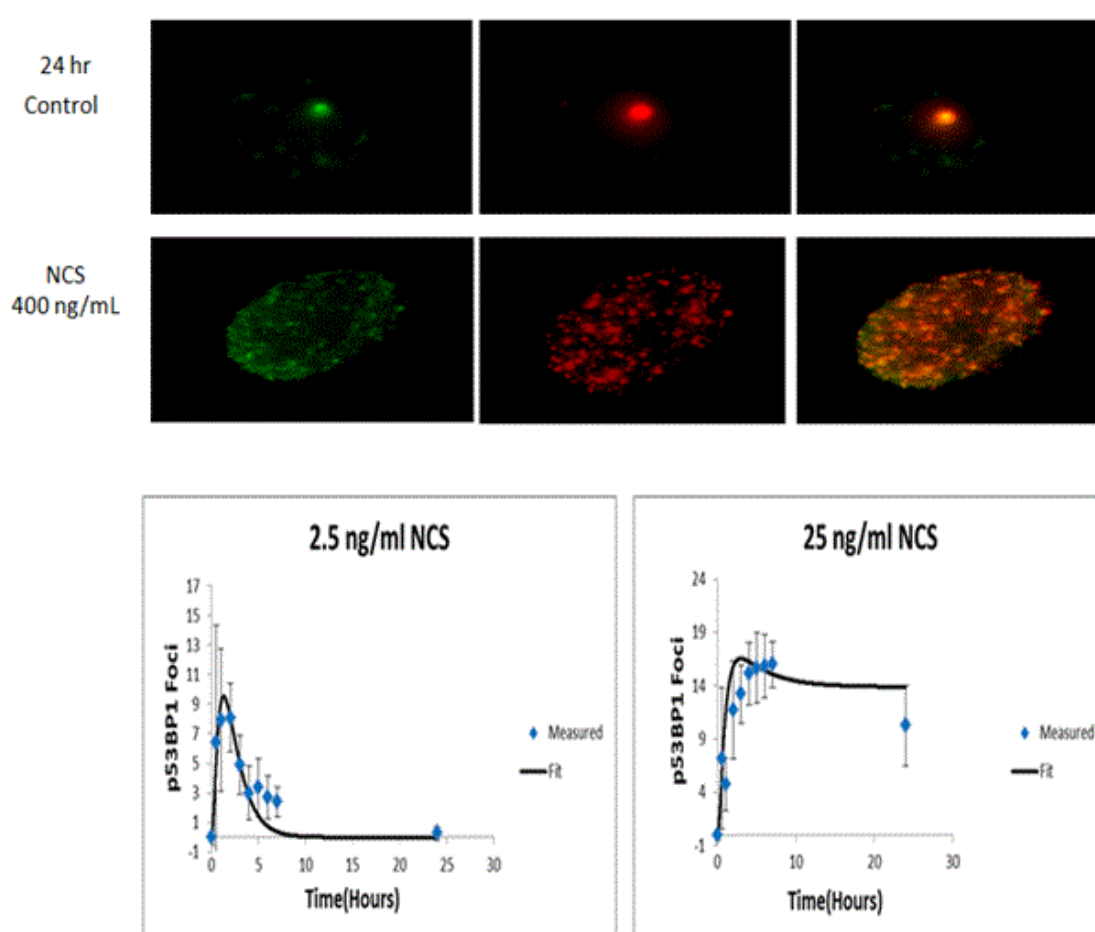 24 hr
Control
NCS
400 ng/mL
2.5 ng/ml NCS
17
15
13
11
9
7
5
3
1
-1
p53BP1 Foci
0 5 10 15 20 25 30
Time(Hours)
Measured
Fit
25 ng/ml NCS
24
19
14
9
4
-1
p53BP1 Foci
0 10 20 30
Time(Hours)
Measured
Fit